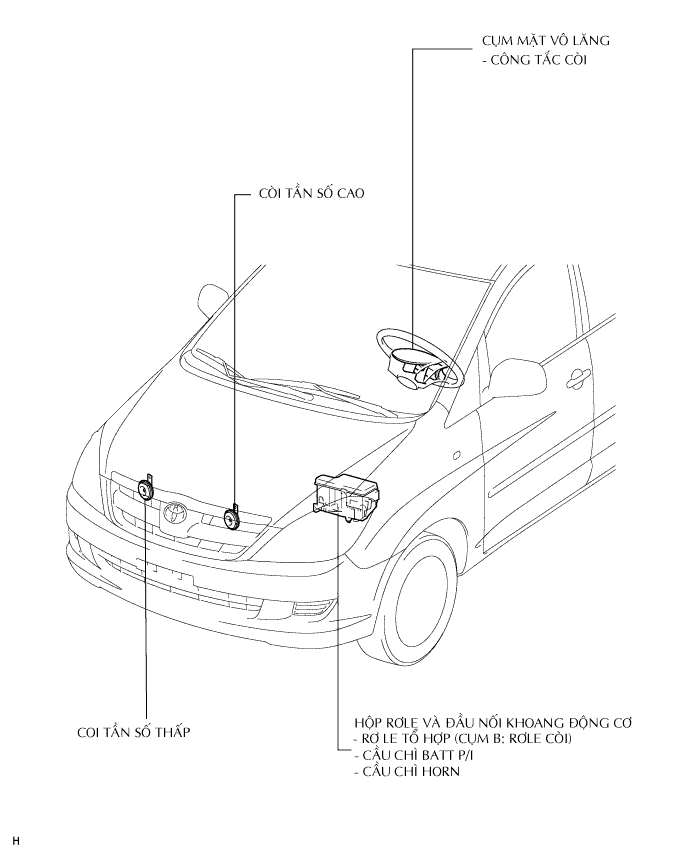 CỤM MẶT VÔ LĂNG
- CÔNG TẮC CÒI
CÒI TẦN SỐ CAO
COI TẦN SỐ THẤP
HỘP RƠLE VÀ ĐẦU NỐI KHOANG ĐỘNG CƠ
- RƠ LE TỔ HỢP (CỤM B: RƠLE CÒI)
- CẦU CHÌ BATT P/I
- CẦU CHÌ HORN
H